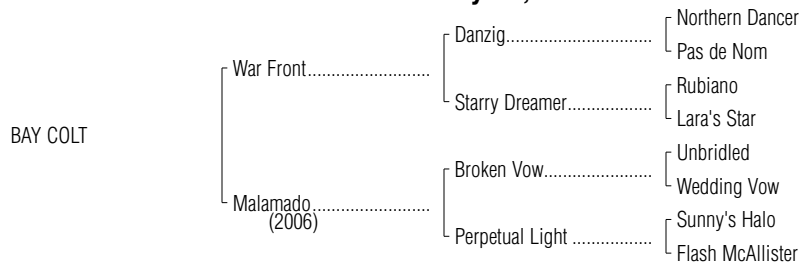 Northern Dancer
Danzig
Pas de Nom
War Front
Rubiano
Starry Dreamer
Lara's Star
BAY COLT
Unbridled
Broken Vow
Wedding Vow
Malamado
(2006)
Sunny's Halo
Perpetual Light
Flash McAllister